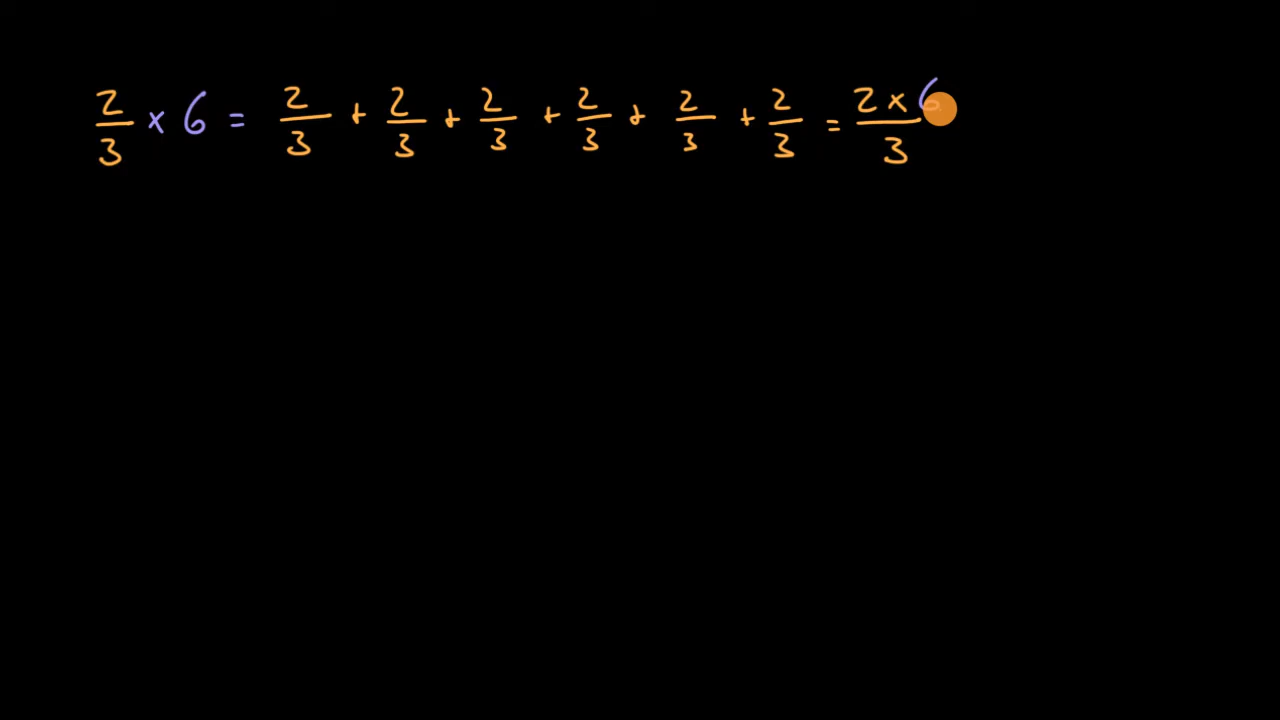 2/3 × 6 = 2/3 + 2/3 + 2/3 + 2/3 + 2/3 + 2/3 = 2 × 6/3